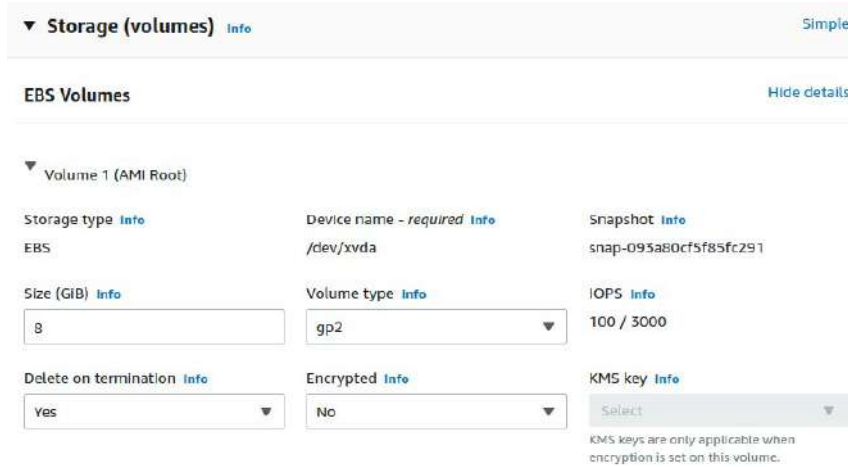 Storage (volumes) Info Simple
EBS Volumes Hide details
Volume 1 (AMI Root)
Storage type Info Device name - required Info Snapshot Info
EBS /dev/xvda snap-093a80cf5f85fc291
Size (GiB) Info Volume type Info IOPS Info
8 gp2 100 / 3000
Delete on termination Info Encrypted Info KMS key Info
Yes No Select
KMS keys are only applicable when
encryption is set on this volume.